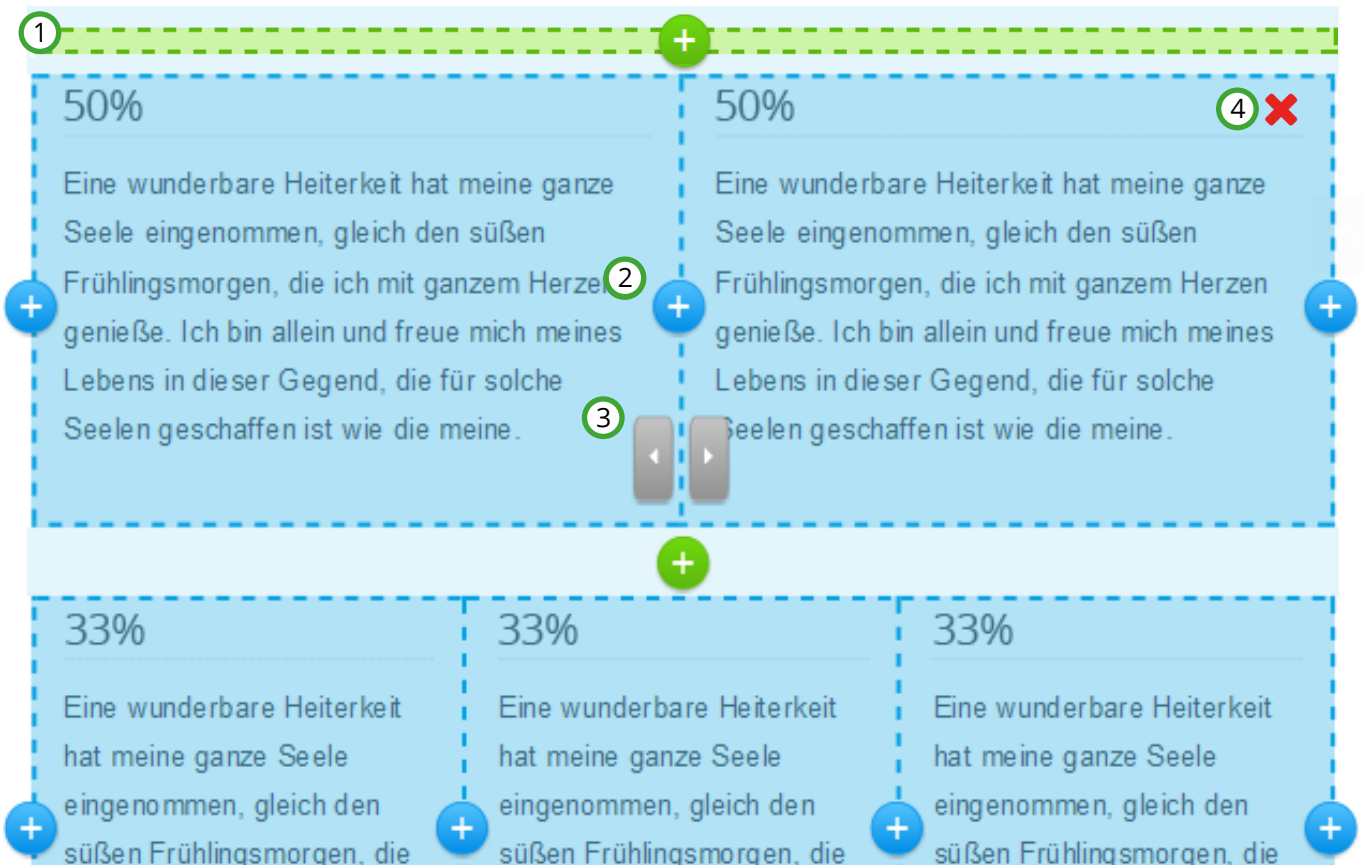 1
50%
Eine wunderbare Heiterkeit hat meine ganze
Seele eingenommen, gleich den süßen
Frühlingsmorgen, die ich mit ganzem Herzen
genieße. Ich bin allein und freue mich meines
Lebens in dieser Gegend, die für solche
Seelen geschaffen ist wie die meine.
2
3
50%
4
Eine wunderbare Heiterkeit hat meine ganze
Seele eingenommen, gleich den süßen
Frühlingsmorgen, die ich mit ganzem Herzen
genieße. Ich bin allein und freue mich meines
Lebens in dieser Gegend, die für solche
Seelen geschaffen ist wie die meine.
33%
Eine wunderbare Heiterkeit
hat meine ganze Seele
eingenommen, gleich den
süßen Frühlingsmorgen, die
33%
Eine wunderbare Heiterkeit
hat meine ganze Seele
eingenommen, gleich den
süßen Frühlingsmorgen, die
33%
Eine wunderbare Heiterkeit
hat meine ganze Seele
eingenommen, gleich den
süßen Frühlingsmorgen, die